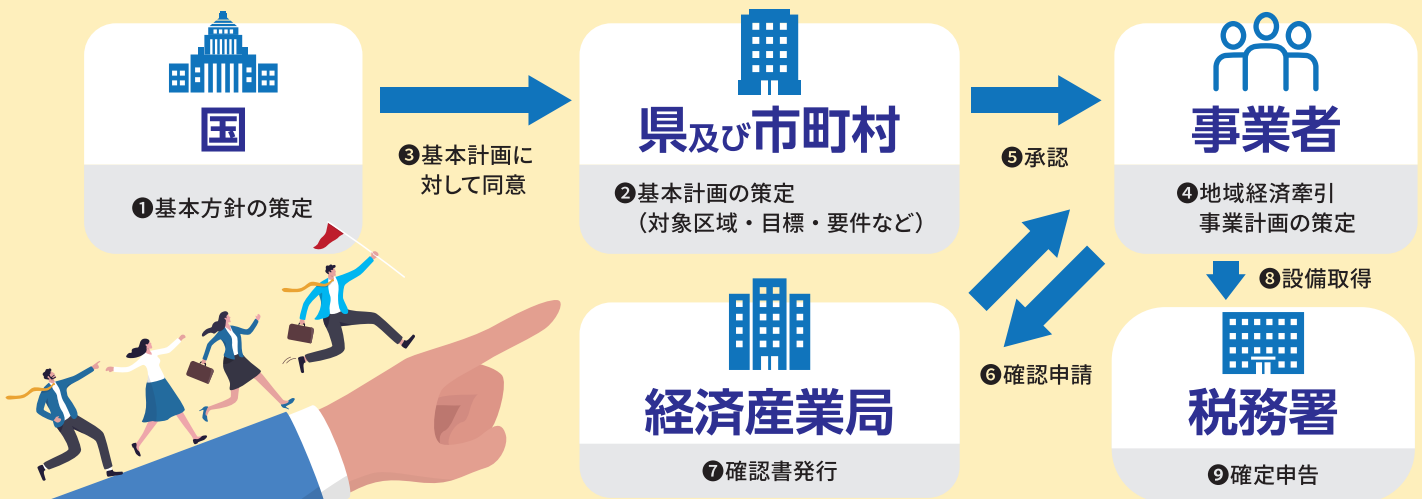 国
❶基本方針の策定
❸基本計画に
対して同意
県及び市町村
❷基本計画の策定
（対象区域・目標・要件など）
❺承認
事業者
❹地域経済牽引
事業計画の策定
❽設備取得
❻確認申請
経済産業局
❼確認書発行
税務署
❾確定申告